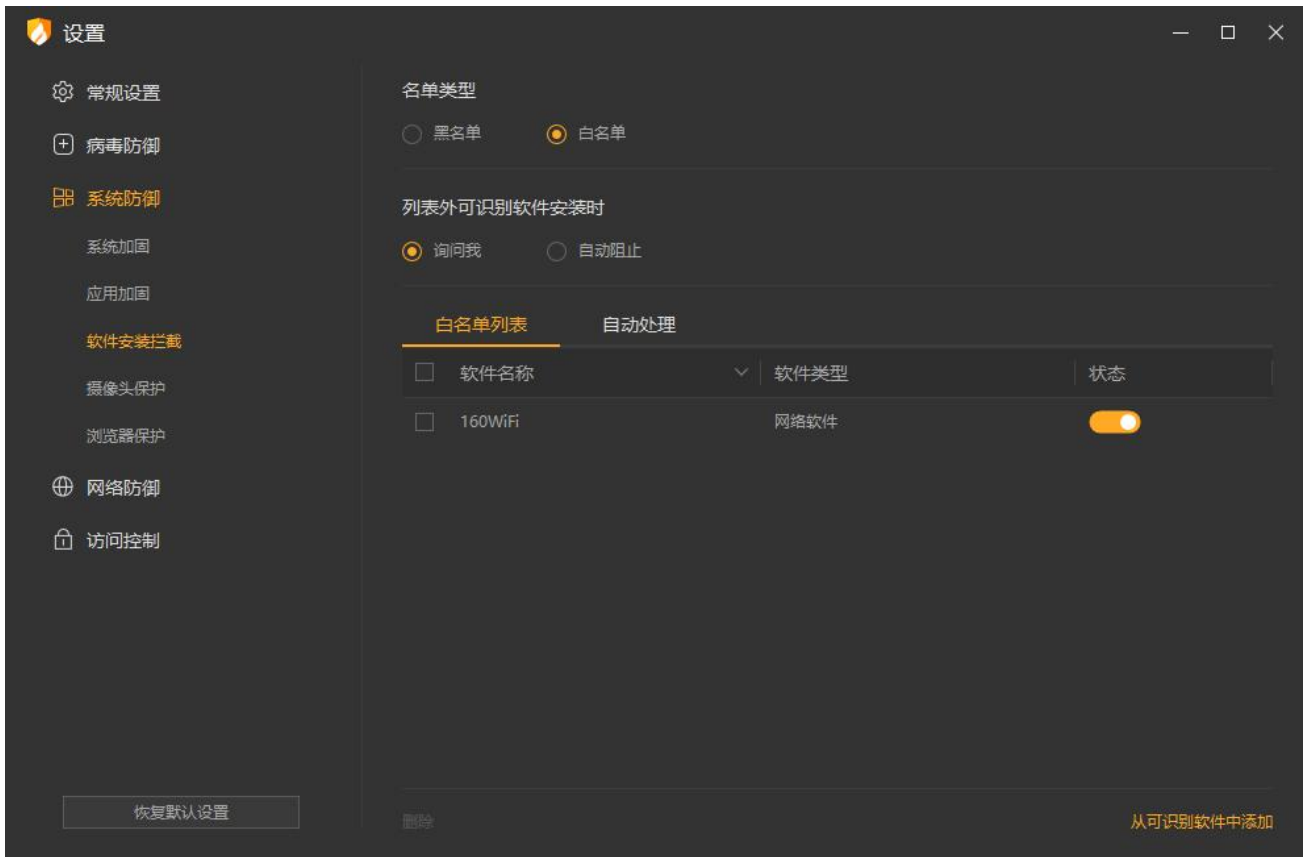 设置
常规设置
病毒防御
系统防御
系统加固
应用加固
软件安装拦截
摄像头保护
浏览器保护
网络防御
访问控制
恢复默认设置
名单类型
黑名单 白名单
列表外可识别软件安装时
询问我 自动阻止
白名单列表 自动处理
软件名称 软件类型 状态
160WiFi 网络软件
删除 从可识别软件中添加